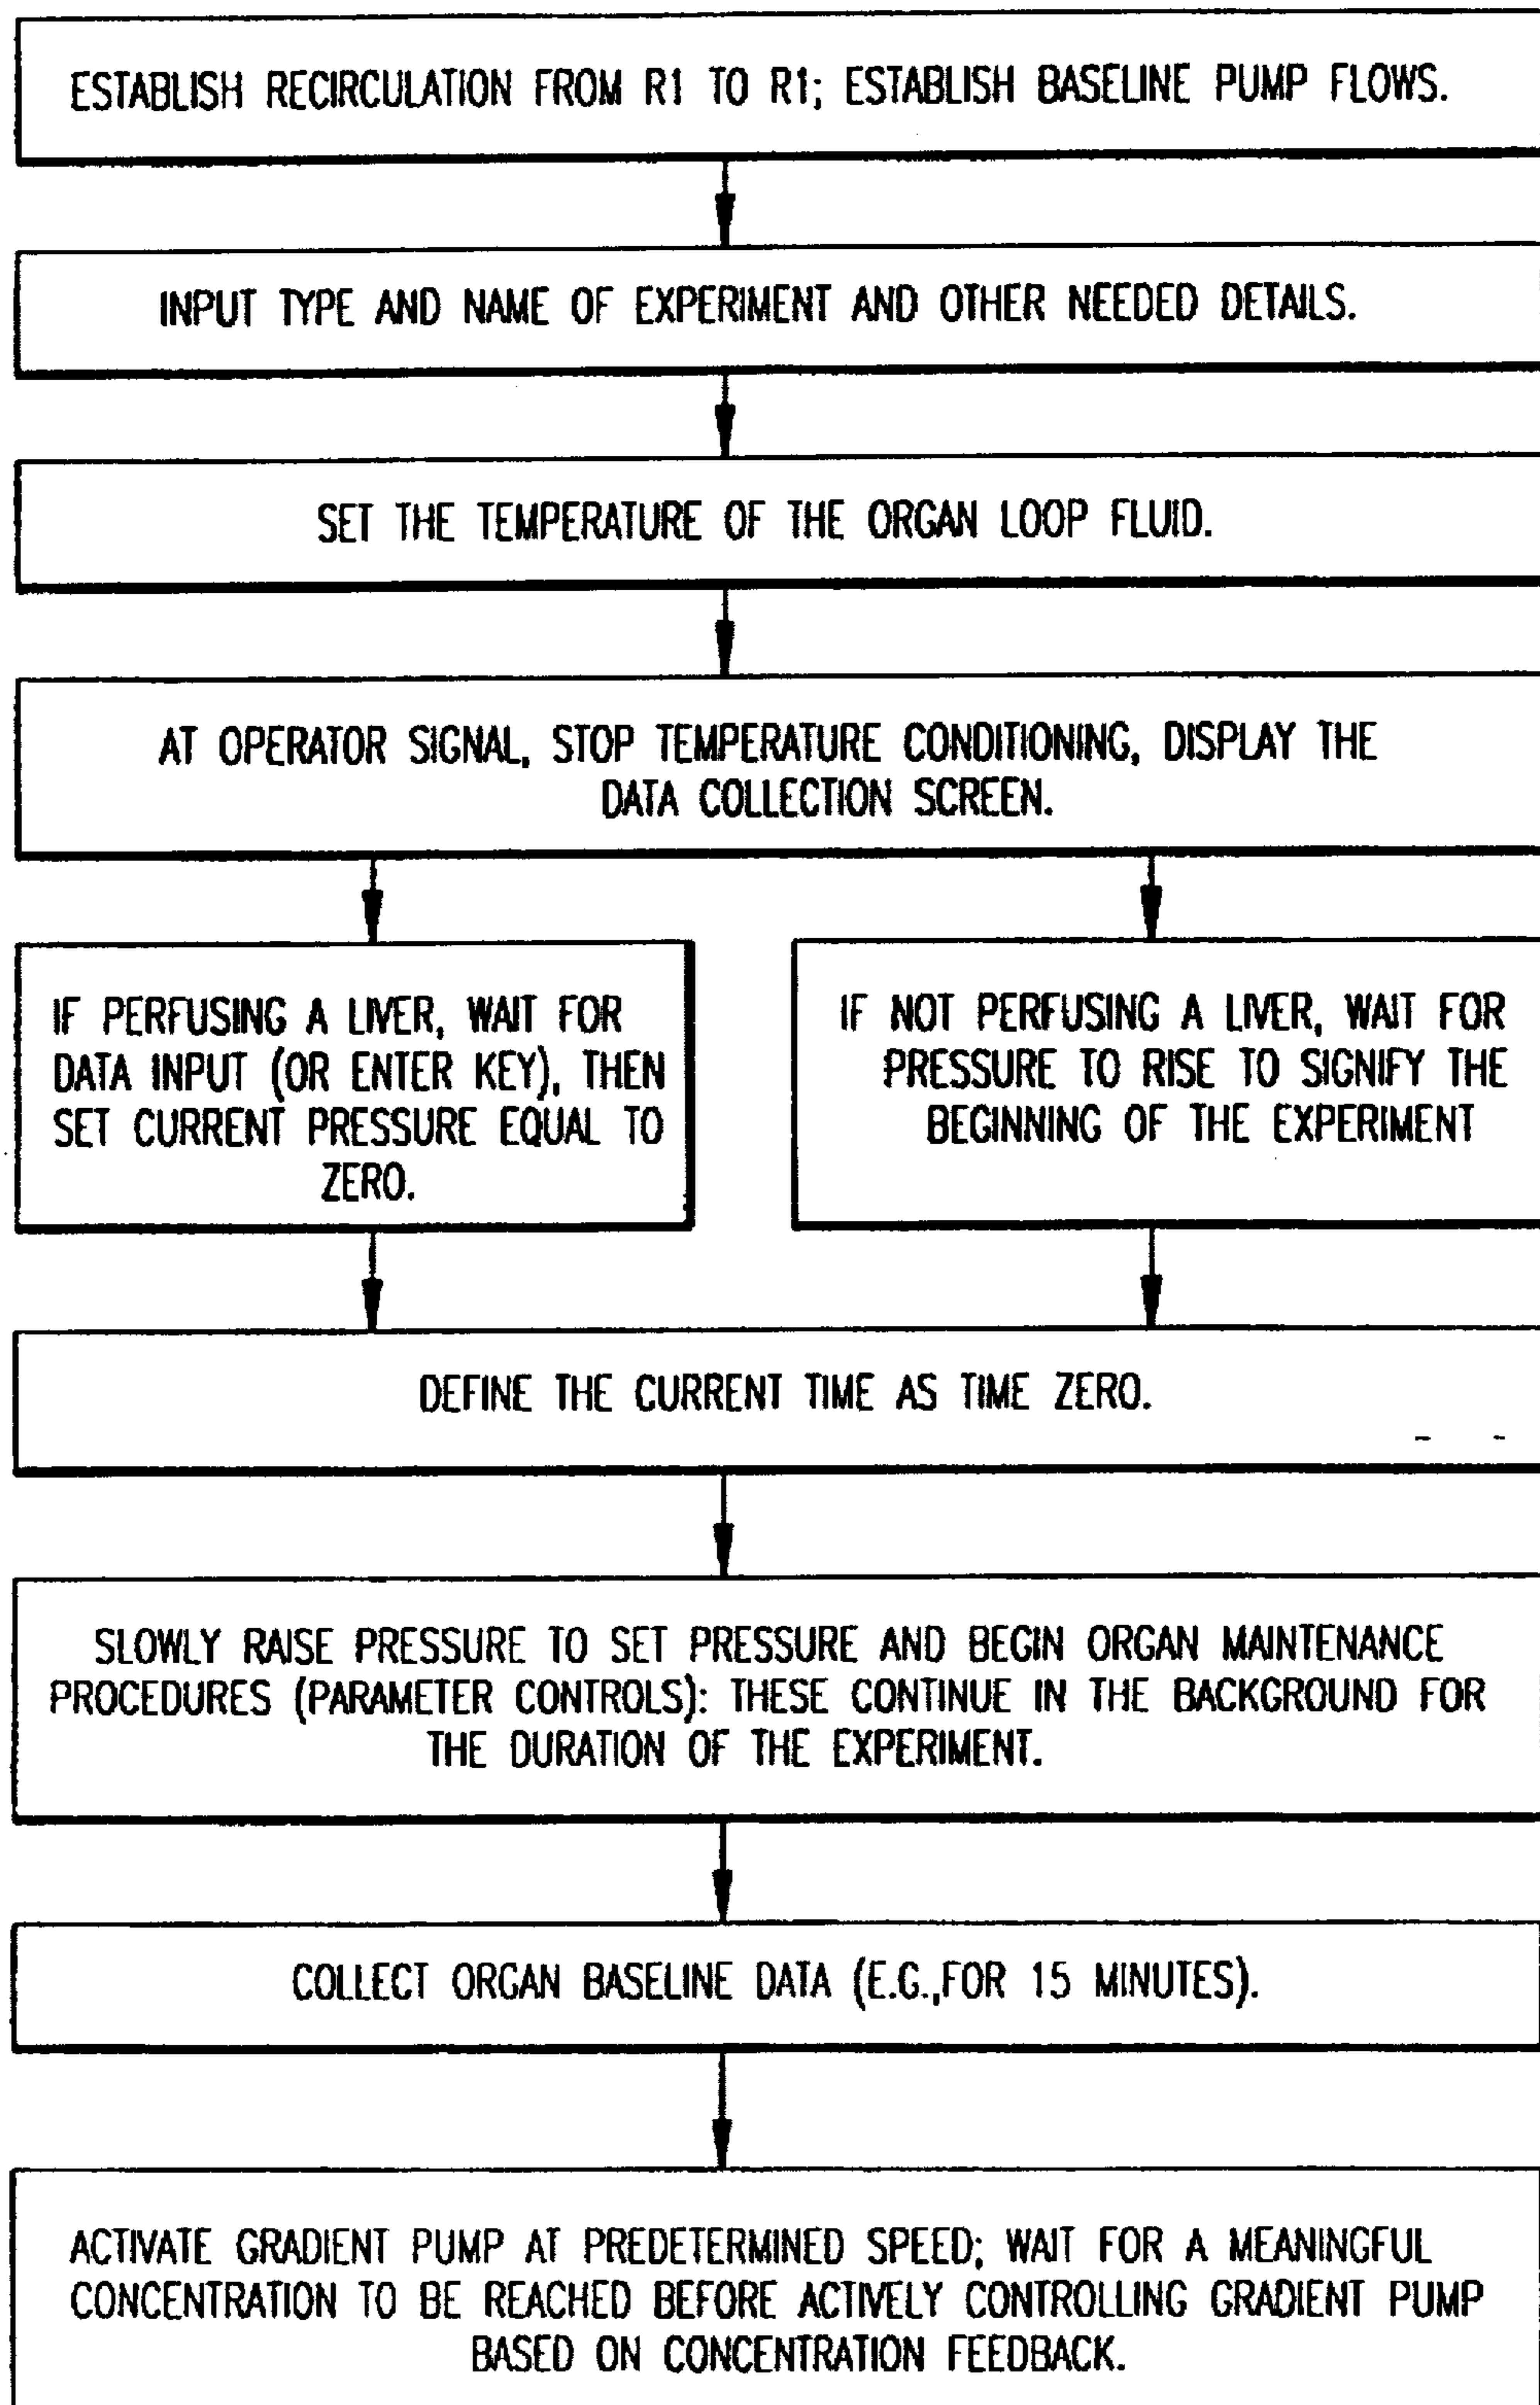 ESTABLISH RECIRCULATION FROM R1 TO R1; ESTABLISH BASELINE PUMP FLOWS.
INPUT TYPE AND NAME OF EXPERIMENT AND OTHER NEEDED DETAILS.
SET THE TEMPERATURE OF THE ORGAN LOOP FLUID.
AT OPERATOR SIGNAL, STOP TEMPERATURE CONDITIONING, DISPLAY THE
DATA COLLECTION SCREEN.
IF PERFUSING A LIVER, WAIT FOR
DATA INPUT (OR ENTER KEY), THEN
SET CURRENT PRESSURE EQUAL TO
ZERO.
IF NOT PERFUSING A LIVER, WAIT FOR
PRESSURE TO RISE TO SIGNIFY THE
BEGINNING OF THE EXPERIMENT
DEFINE THE CURRENT TIME AS TIME ZERO.
SLOWLY RAISE PRESSURE TO SET PRESSURE AND BEGIN ORGAN MAINTENANCE
PROCEDURES (PARAMETER CONTROLS): THESE CONTINUE IN THE BACKGROUND FOR
THE DURATION OF THE EXPERIMENT.
COLLECT ORGAN BASELINE DATA (E.G.,FOR 15 MINUTES).
ACTIVATE GRADIENT PUMP AT PREDETERMINED SPEED; WAIT FOR A MEANINGFUL
CONCENTRATION TO BE REACHED BEFORE ACTIVELY CONTROLLING GRADIENT PUMP
BASED ON CONCENTRATION FEEDBACK.